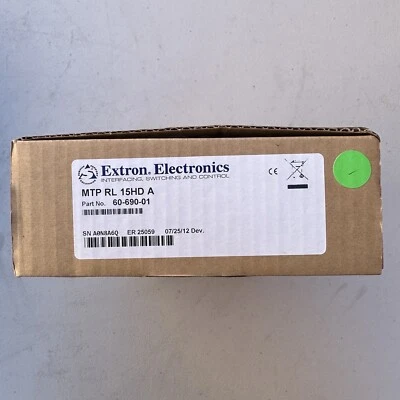 Extron. Electronics
INTERFACING, SWITCHING AND CONTROL
MTP RL 15HD A
Part No. 60-690-01
CE
SN A0N8A6Q ER 25059 07/25/12 Dev.